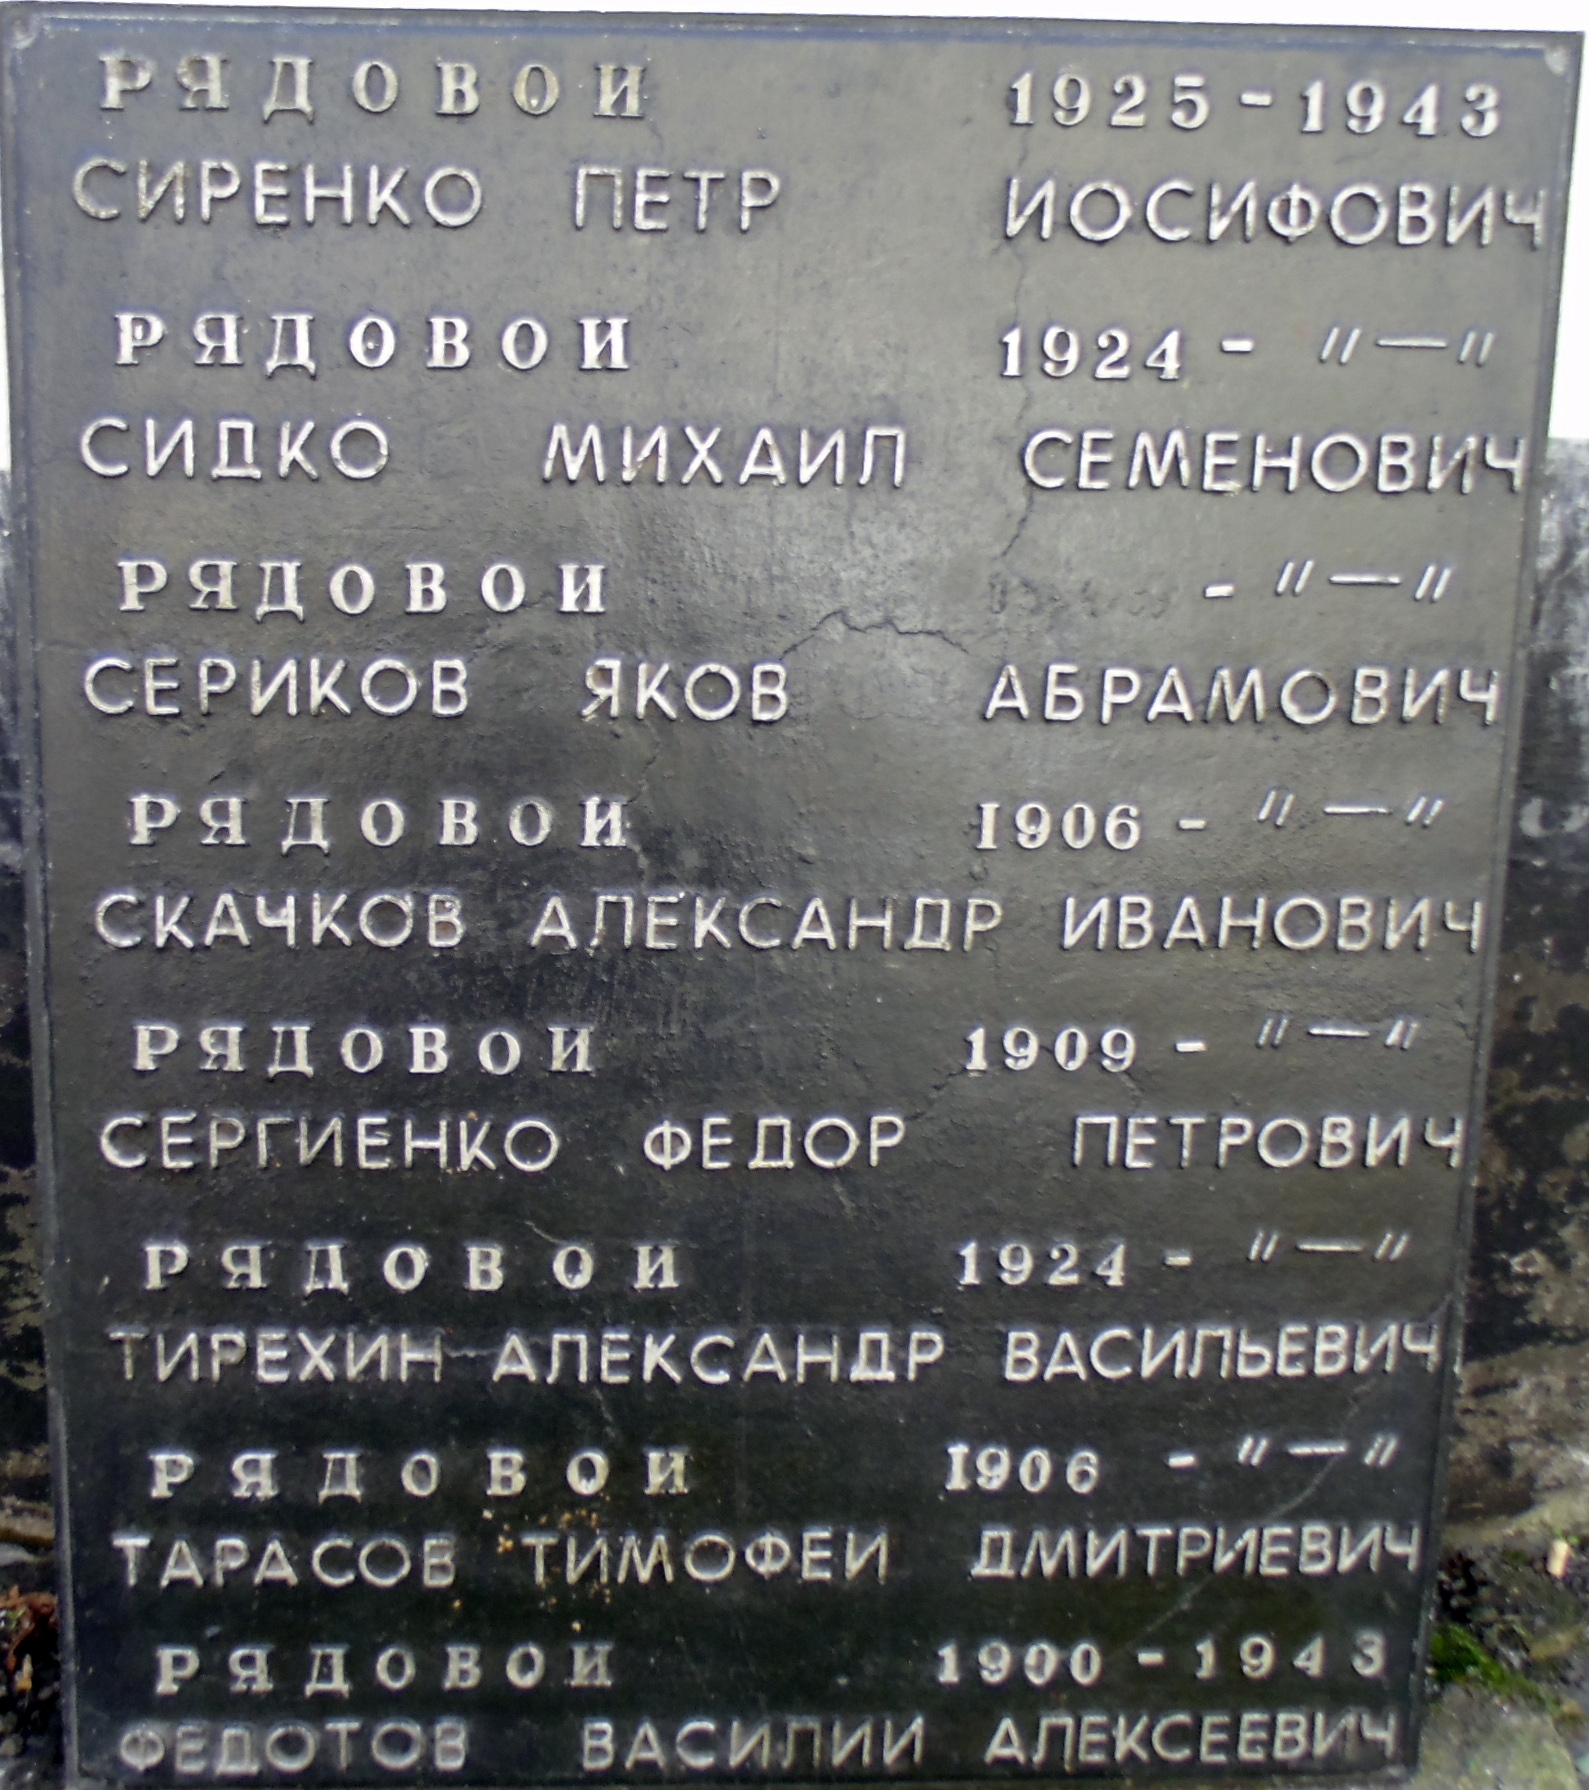 РЯДОВОИ 1925-1943
СИРЕНКО ПЕТР ИОСИФОВИЧ
РЯДОВОИ 1924 - "—"
СИДКО МИХАИЛ СЕМЕНОВИЧ
РЯДОВОИ - "—"
СЕРИКОВ ЯКОВ АБРАМОВИЧ
РЯДОВОИ 1906 - "—"
СКАЧКОВ АЛЕКСАНДР ИВАНОВИЧ
РЯДОВОИ 1909 - "—"
СЕРГИЕНКО ФЕДОР ПЕТРОВИЧ
РЯДОВОИ 1924 - "—"
ТИРЕХИН АЛЕКСАНДР ВАСИЛЬЕВИЧ
РЯДОВОИ 1906 - "—"
ТАРАСОВ ТИМОФЕИ ДМИТРИЕВИЧ
РЯДОВОИ 1900-1943
ФЕДОТОВ ВАСИЛИИ АЛЕКСЕЕВИЧ